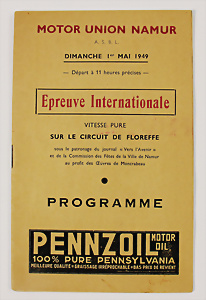 MOTOR UNION NAMUR
A. S. B. L.
DIMANCHE 1er MAI 1949
— Départ à 11 heures précises —
Epreuve Internationale
VITESSE PURE
SUR LE CIRCUIT DE FLOREFFE
sous le patronage du journal « Vers l'Avenir »
et de la Commission des Fêtes de la Ville de Namur
au profit des Œuvres de Montrabeau
PROGRAMME
PENNZOIL MOTOR OIL
100% PURE PENNSYLVANIA
MEILLEURE QUALITÉ • GRAISSAGE IRRÉPROCHABLE • BAS PRIX DE REVIENT